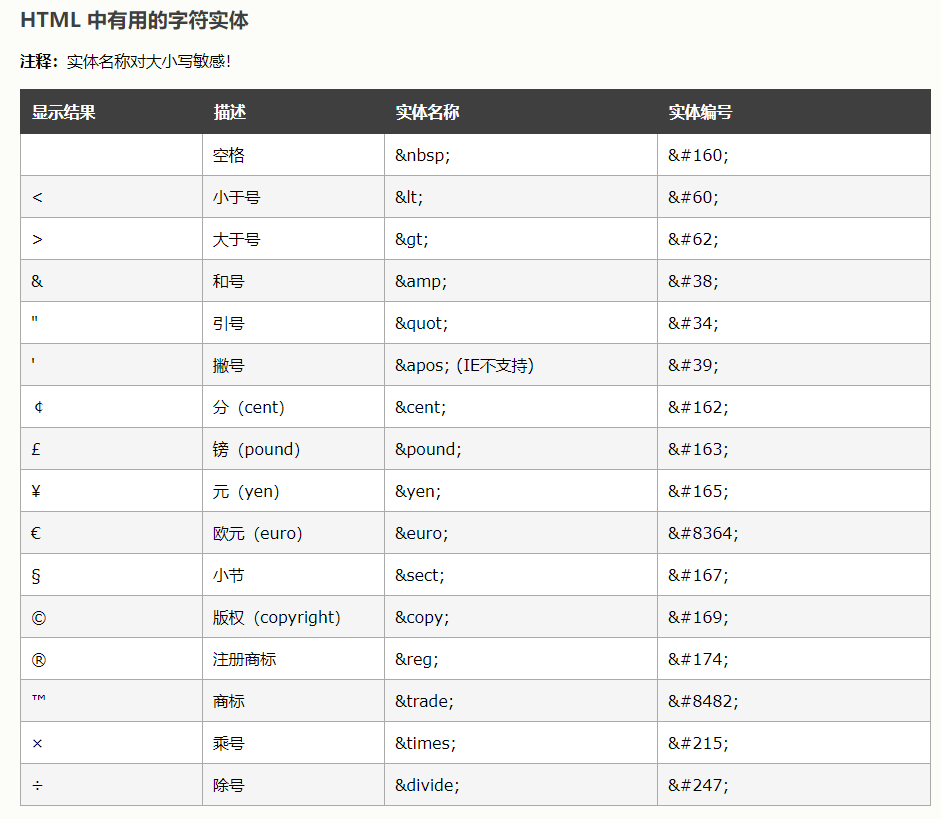 HTML 中有用的字符实体
注释：实体名称对大小写敏感！
显示结果 描述 实体名称 实体编号
空格 &nbsp; &#160;
< 小于号 &lt; &#60;
> 大于号 &gt; &#62;
& 和号 &amp; &#38;
" 引号 &quot; &#34;
' 撇号 &apos; (IE不支持) &#39;
¢ 分（cent） &cent; &#162;
£ 镑（pound） &pound; &#163;
¥ 元（yen） &yen; &#165;
€ 欧元（euro） &euro; &#8364;
§ 小节 &sect; &#167;
© 版权（copyright） &copy; &#169;
® 注册商标 &reg; &#174;
™ 商标 &trade; &#8482;
× 乘号 &times; &#215;
÷ 除号 &divide; &#247;